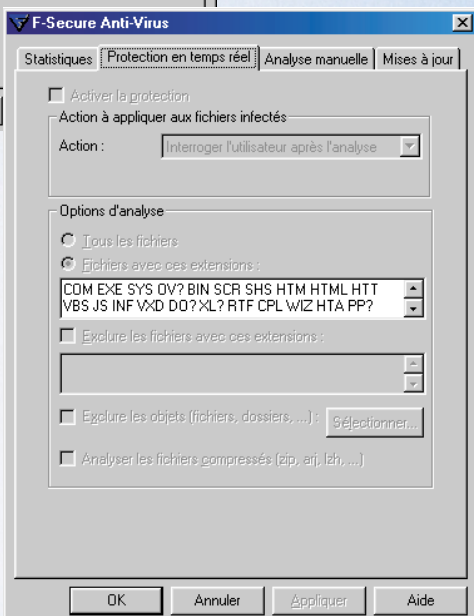 F-Secure Anti-Virus
Statistiques Protection en temps réel Analyse manuelle Mises à jour
Activer la protection
Action à appliquer aux fichiers infectés
Action : Interroger l'utilisateur après l'analyse
Options d'analyse
Tous les fichiers
Fichiers avec ces extensions :
COM EXE SYS OV? BIN SCR SHS HTM HTML HTT
VBS JS INF VXD DO? XL? RTF CPL WIZ HTA PP?
Exclure les fichiers avec ces extensions :
Exclure les objets (fichiers, dossiers, ...) : Sélectionner...
Analyser les fichiers compressés (zip, arj, lzh, ...)
OK Annuler Appliquer Aide